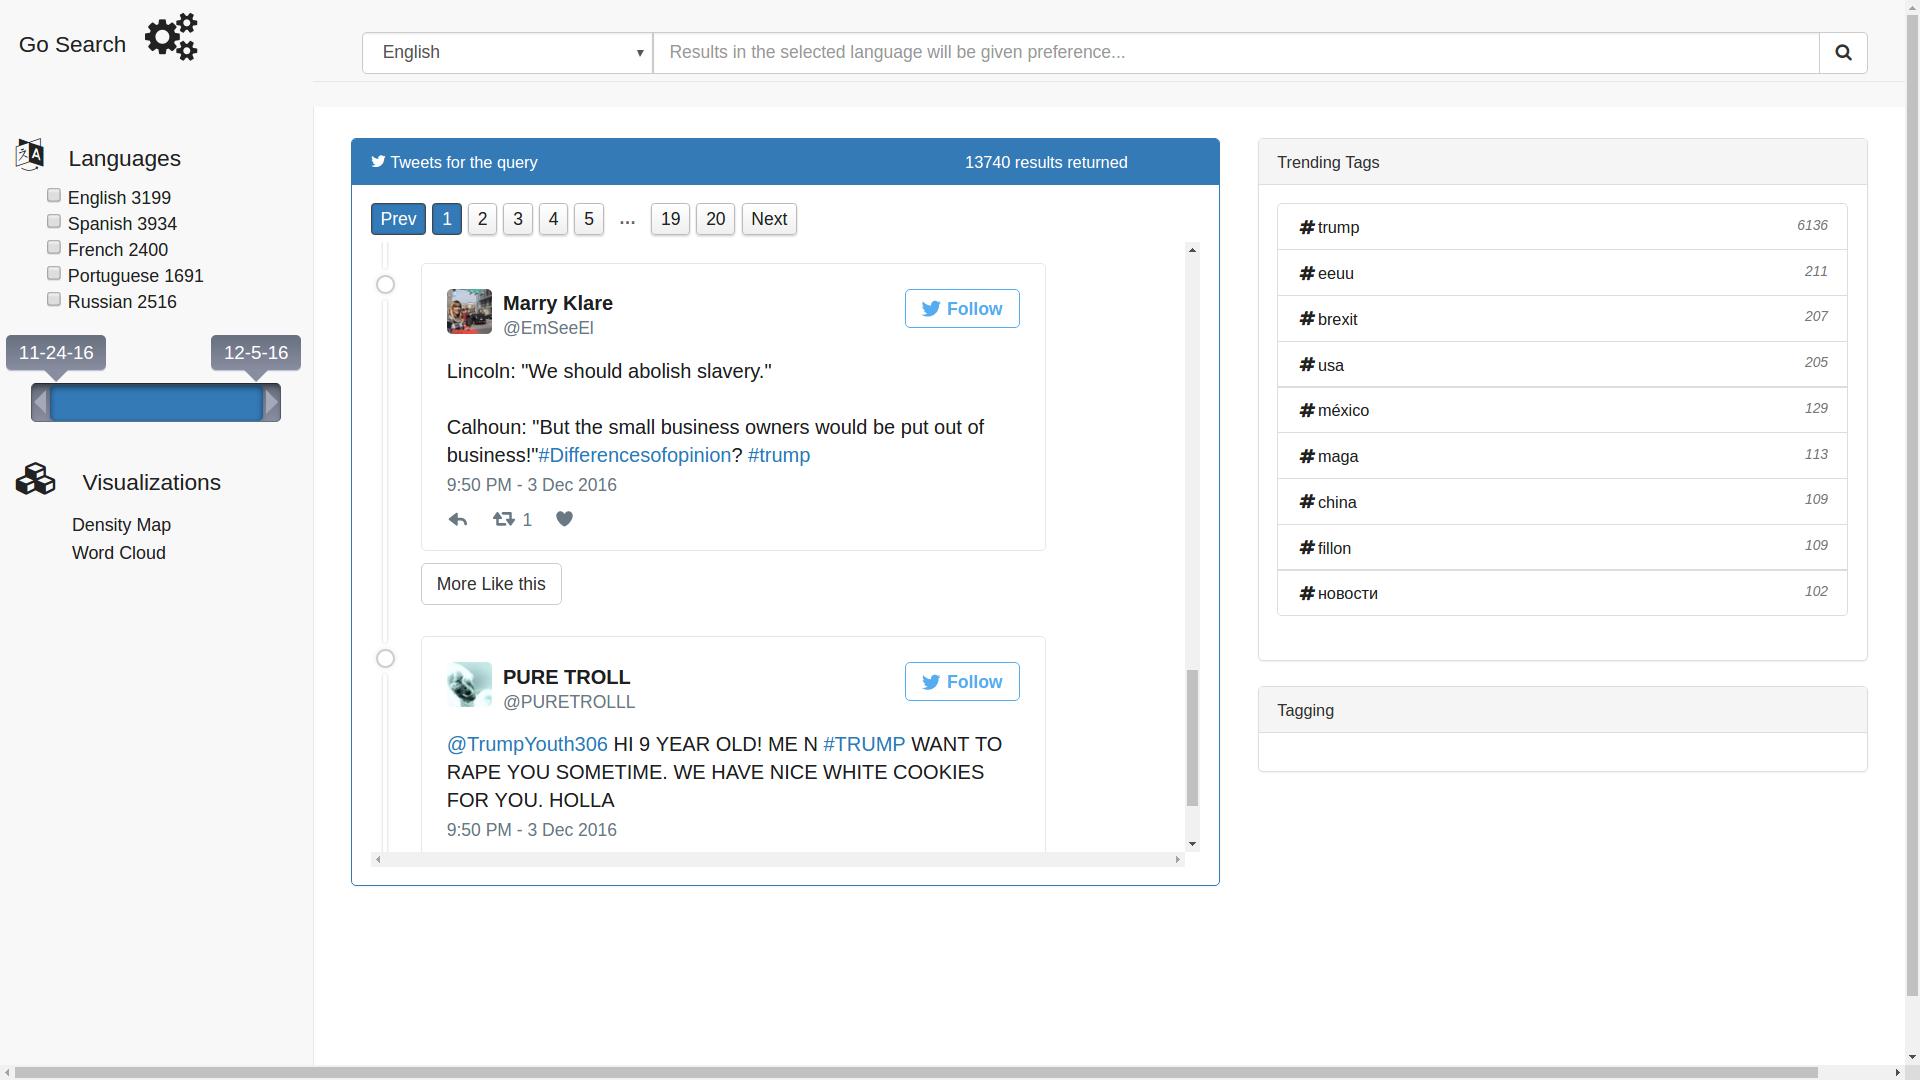 Go Search
English
Results in the selected language will be given preference...
Languages
English 3199
Spanish 3934
French 2400
Portuguese 1691
Russian 2516
11-24-16
12-5-16
Visualizations
Density Map
Word Cloud
Tweets for the query
13740 results returned
Prev
1
2
3
4
5
...
19
20
Next
Marry Klare
@EmSeeEl
Follow
Lincoln: "We should abolish slavery."
Calhoun: "But the small business owners would be put out of
business!"#Differencesofopinion? #trump
9:50 PM - 3 Dec 2016
1
More Like this
PURE TROLL
@PURETROLLL
Follow
@TrumpYouth306 HI 9 YEAR OLD! ME N #TRUMP WANT TO
RAPE YOU SOMETIME. WE HAVE NICE WHITE COOKIES
FOR YOU. HOLLA
9:50 PM - 3 Dec 2016
Trending Tags
#trump 6136
#eeuu 211
#brexit 207
#usa 205
#méxico 129
#maga 113
#china 109
#fillon 109
#новости 102
Tagging